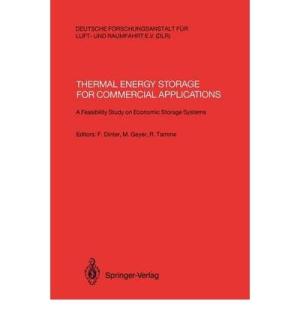 DEUTSCHE FORSCHUNGSANSTALT FÜR
LUFT- UND RAUMFAHRT E.V. (DLR)
THERMAL ENERGY STORAGE
FOR COMMERCIAL APPLICATIONS
A Feasibility Study on Economic Storage Systems
Editors: F. Dinter, M. Geyer, R. Tamme
Springer-Verlag